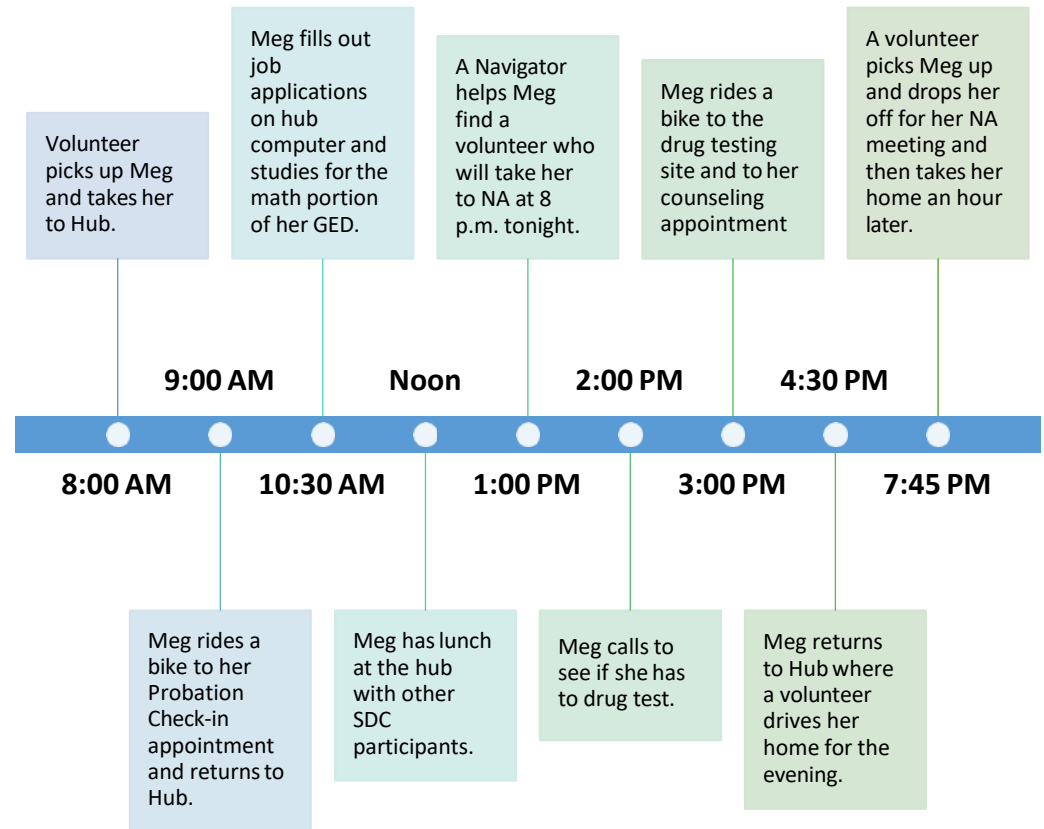 Volunteer
picks up Meg
and takes her
to Hub.
Meg fills out
job
applications
on hub
computer and
studies for the
math portion
of her GED.
A Navigator
helps Meg
find a
volunteer who
will take her
to NA at 8
p.m. tonight.
Meg rides a
bike to the
drug testing
site and to her
counseling
appointment
A volunteer
picks Meg up
and drops her
off for her NA
meeting and
then takes her
home an hour
later.
9:00 AM
Noon
2:00 PM
4:30 PM
8:00 AM
10:30 AM
1:00 PM
3:00 PM
7:45 PM
Meg rides a
bike to her
Probation
Check-in
appointment
and returns to
Hub.
Meg has lunch
at the hub
with other
SDC
participants.
Meg calls to
see if she has
to drug test.
Meg returns
to Hub where
a volunteer
drives her
home for the
evening.